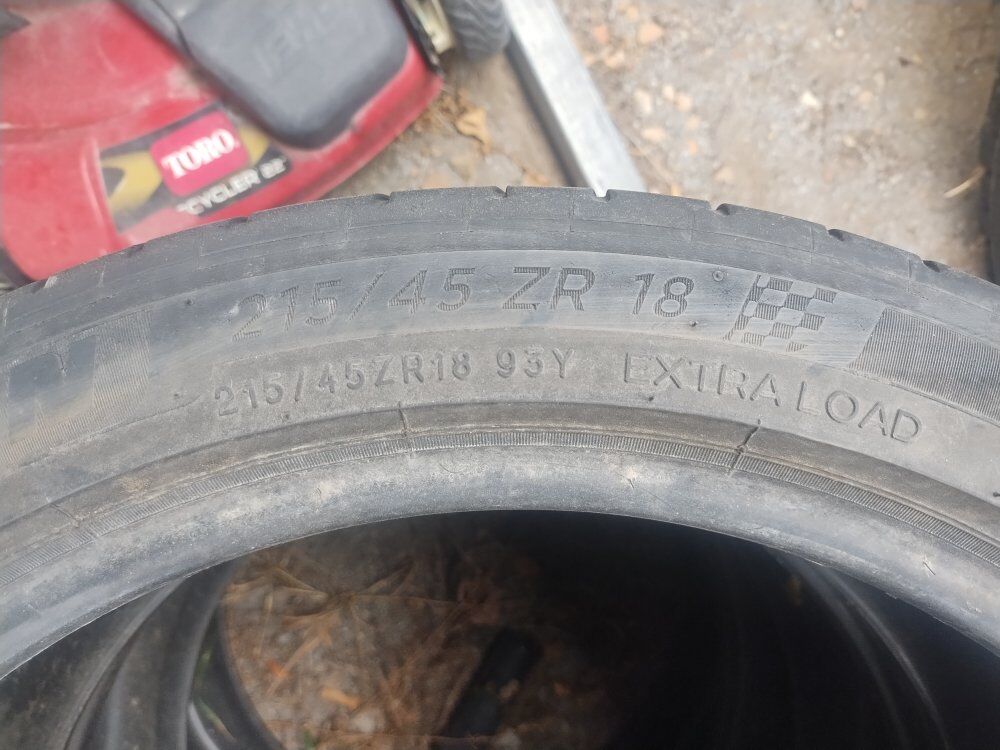 TORO
CYCLER 22"
215/45 ZR 18
215/45ZR18 93Y EXTRA LOAD